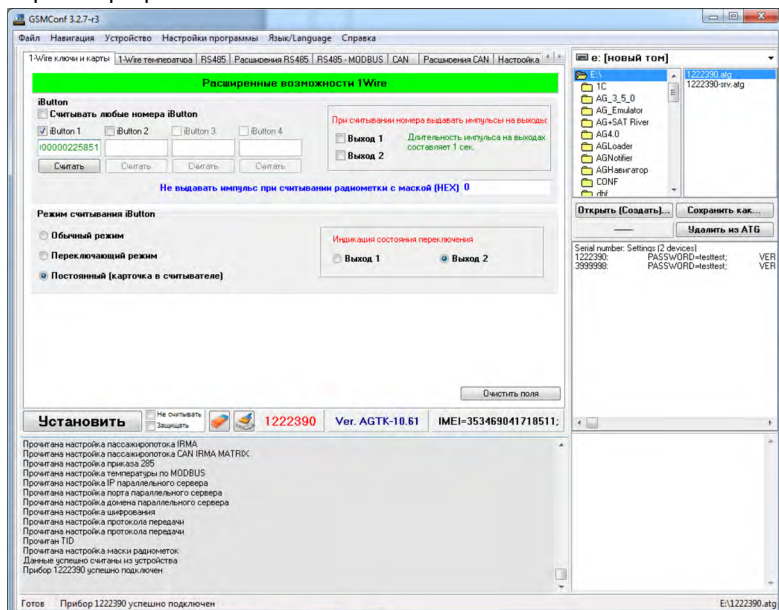 GSMConf 3.2.7-r3
Файл Навигация Устройство Настройки программы Язык/Language Справка
1-Wire ключи и карты 1-Wire температура RS485 Расширения RS485 RS485 - MODBUS CAN Расширения CAN Настройка
Расширенные возможности 1Wire
iButton
Считывать любые номера iButton
iButton 1 iButton 2 iButton 3 iButton 4
00000225851
Считать Считать Считать Считать
При считывании номера выдавать импульсы на выходы
Выход 1
Выход 2
Длительность импульса на выходах
составляет 1 сек.
Не выдавать импульс при считывании радиометки с маской (HEX) 0
Режим считывания iButton
Обычный режим
Переключающий режим
Постоянный (карточка в считывателе)
Индикация состояния переключения
Выход 1 Выход 2
Очистить поля
Установить
Не считывать
Защищать
1222390 Ver. AGTK-10.61 IMEI=353469041718511;
Прочитана настройка пассажиропотока IRMA
Прочитана настройка пассажиропотока CAN IRMA MATRIX
Прочитана настройка приказа 285
Прочитана настройка температуры по MODBUS
Прочитана настройка IP параллельного сервера
Прочитана настройка порта параллельного сервера
Прочитана настройка домена параллельного сервера
Прочитана настройка шифрования
Прочитана настройка протокола передачи
Прочитана настройка протокола передачи
Прочитан TID
Прочитана настройка маски радиометок
Данные успешно считаны из устройства
Прибор 1222390 успешно подключен
e: [новый том]
E:\
1C
AG_3_5_0
AG_Emulator
AG+SAT River
AG4.0
AGLoader
AGNotifier
AGНавигатор
CONF
dbf
1222390.atg
1222390-srv.atg
Открыть (Создать)... Сохранить как...
Удалить из ATG
Serial number: Settings (2 devices)
1222390: PASSWORD=testtest; VER
3999998: PASSWORD=testtest; VER
Готов Прибор 1222390 успешно подключен E:\1222390.atg